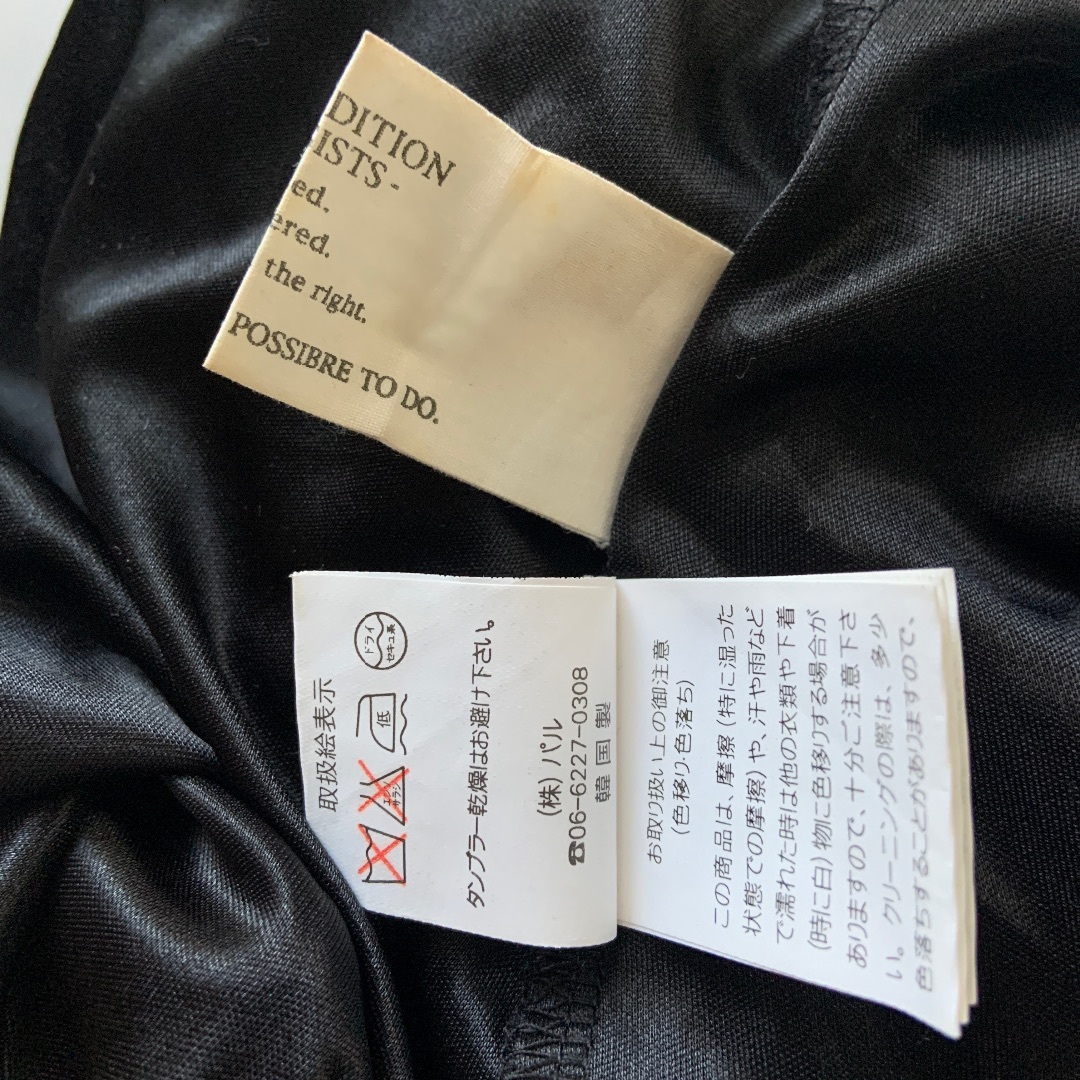 DITION
ISTS-
ed.
ered.
the right.
POSSIBRE TO DO.
取扱絵表示
エンソ
サラシ
低
ドライ
セキユ系
タンブラー乾燥はお避け下さい。
(株)パル
☎06-6227-0308
韓国製
お取り扱い上の御注意
(色移り・色落ち)
この商品は、摩擦(特に湿った
状態での摩擦)や、汗や雨など
で濡れた時は他の衣類や下着
(時に白)物に色移りする場合が
ありますので、十分ご注意下さ
い。クリーニングの際は、多少
色落ちすることがありますので、